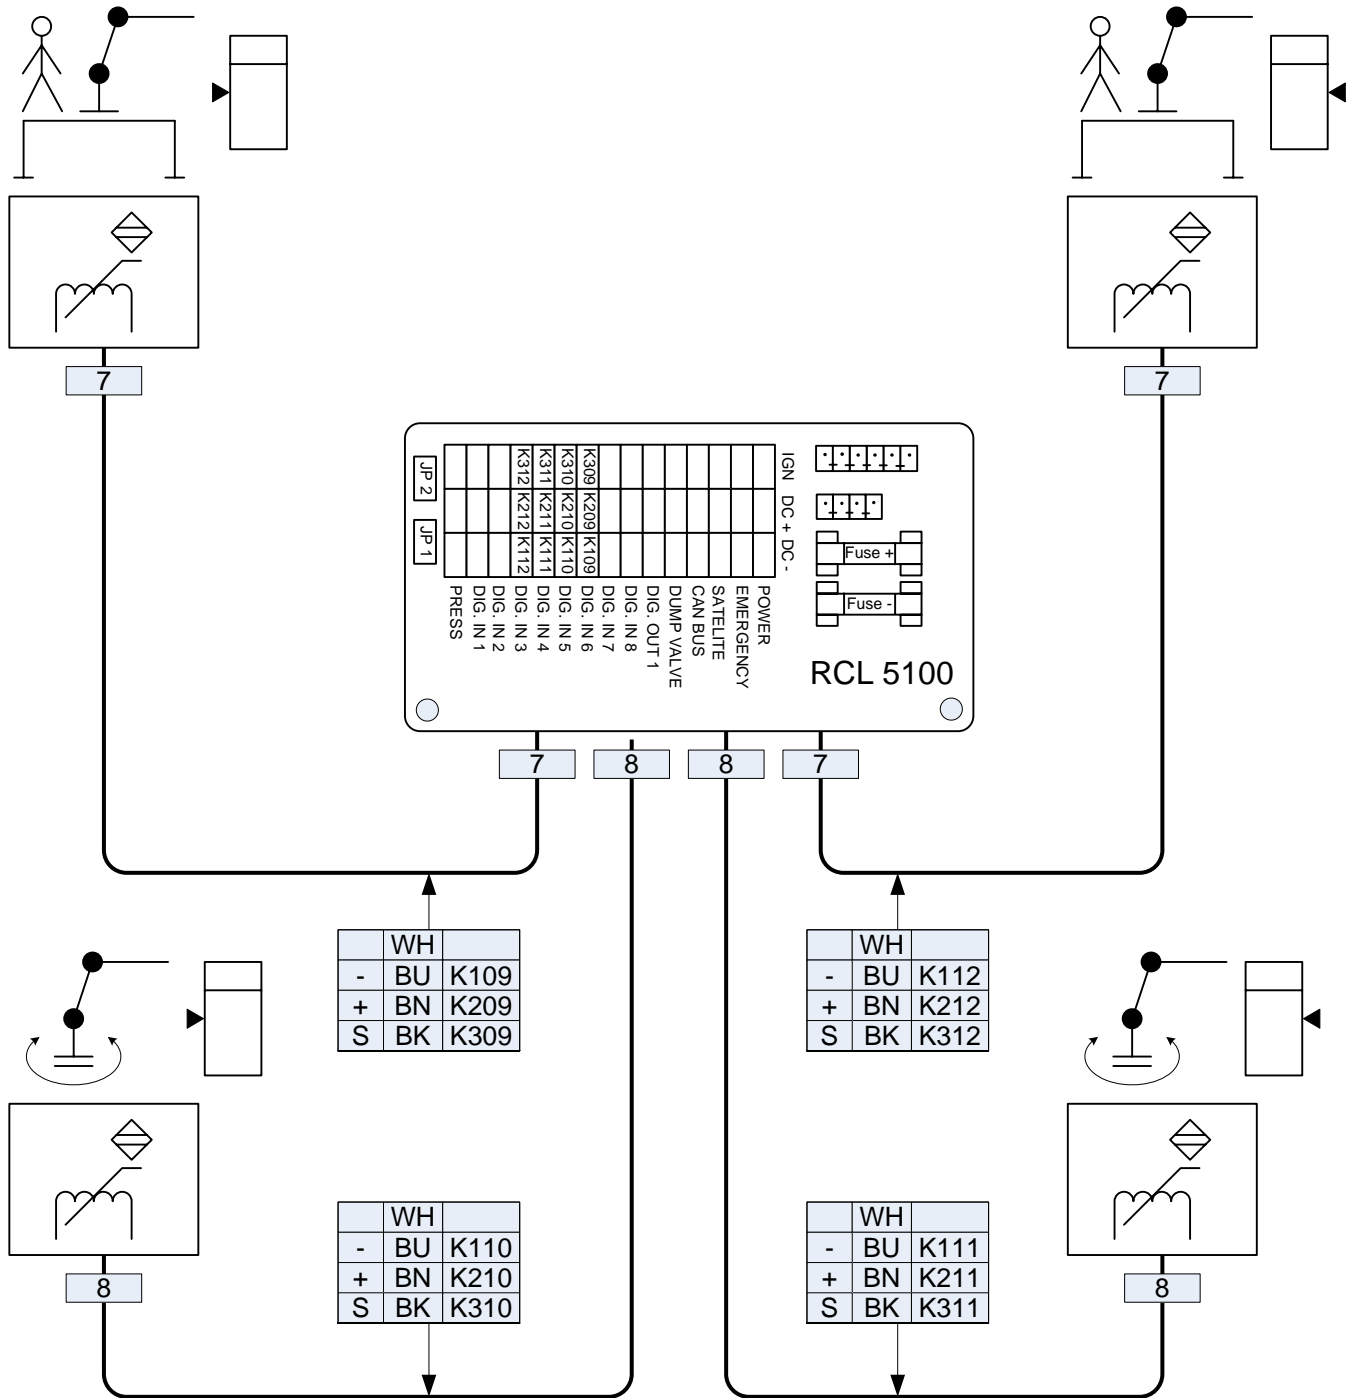 7
7
JP 2
JP 1
K312 K311 K310 K309
K212 K211 K210 K209
K112 K111 K110 K109
IGN
DC +
DC -
PRESS
DIG. IN 1
DIG. IN 2
DIG. IN 3
DIG. IN 4
DIG. IN 5
DIG. IN 6
DIG. IN 7
DIG. IN 8
DIG. OUT 1
DUMP VALVE
CAN BUS
SATELITE
EMERGENCY
POWER
Fuse +
Fuse -
RCL 5100
7 8 8 7
WH
- BU K109
+ BN K209
S BK K309
WH
- BU K112
+ BN K212
S BK K312
WH
- BU K110
+ BN K210
S BK K310
WH
- BU K111
+ BN K211
S BK K311
8
8